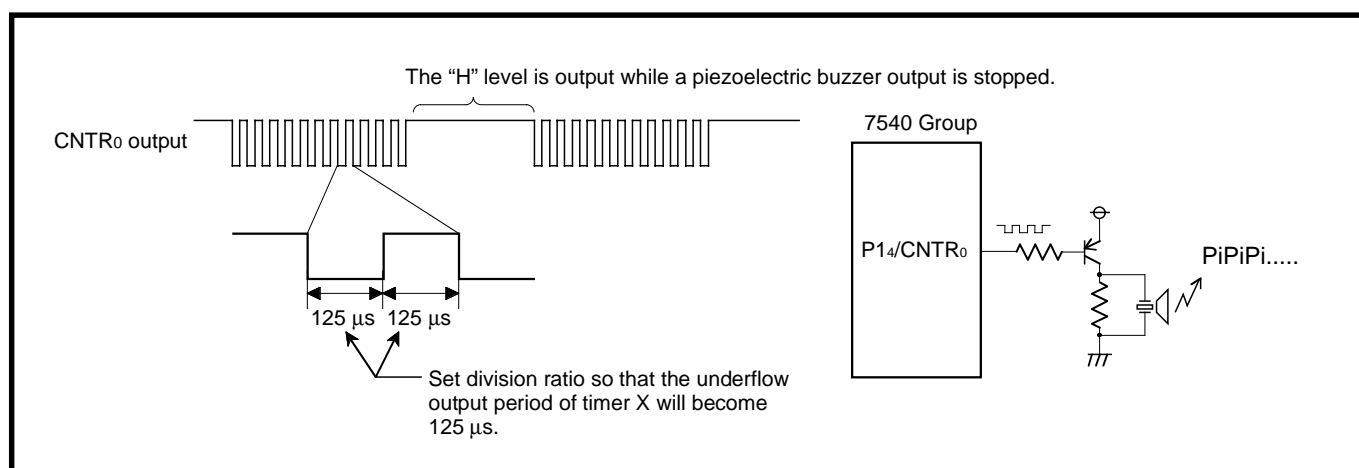 The “H” level is output while a piezoelectric buzzer output is stopped.
CNTR0 output
125 µs 125 µs
Set division ratio so that the underflow
output period of timer X will become
125 µs.
7540 Group
P14/CNTR0
PiPiPi.....